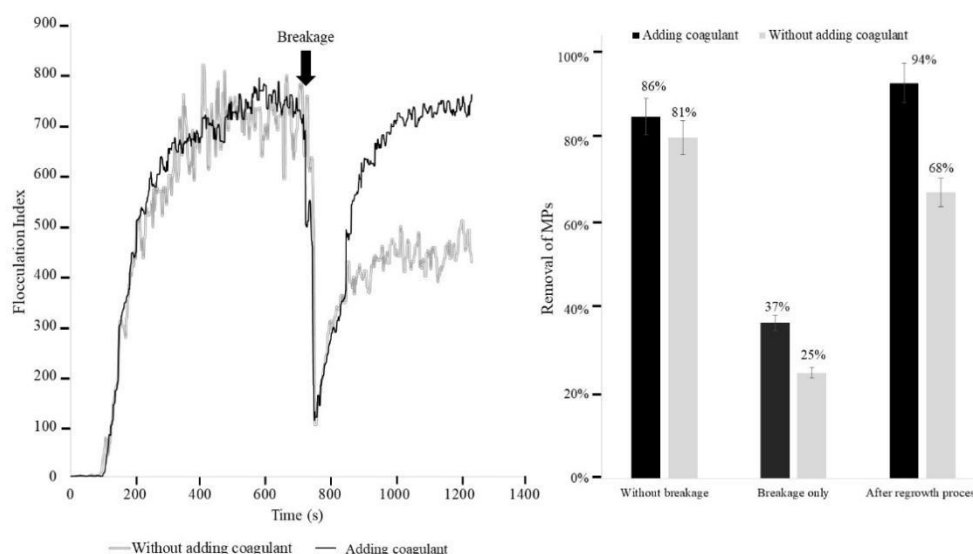 900
800
700
600
500
400
300
200
100
0
Flocculation Index
Breakage
0 200 400 600 800 1000 1200 1400
Time (s)
Without adding coagulant Adding coagulant
Adding coagulant Without adding coagulant
100%
80%
60%
40%
20%
0%
Removal of MPs
86%
81%
37%
25%
94%
68%
Without breakage Breakage only After regrowth proces